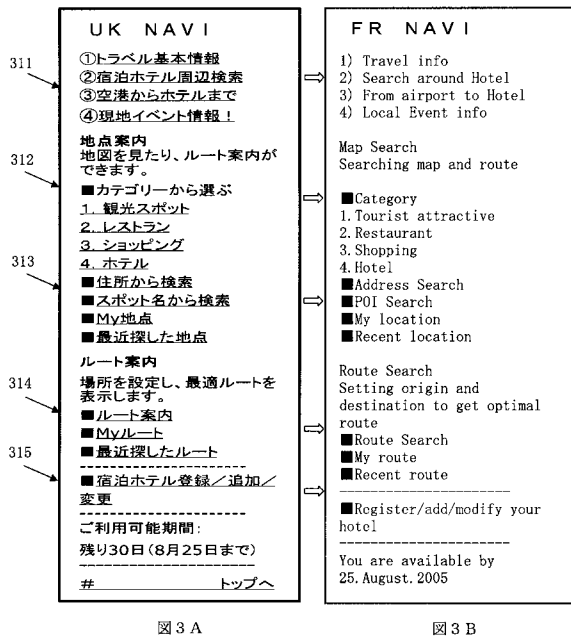 UK NAVI
①トラベル基本情報
②宿泊ホテル周辺検索
③空港からホテルまで
④現地イベント情報！
地点案内
地図を見たり、ルート案内が
できます。
■カテゴリーから選ぶ
1. 観光スポット
2. レストラン
3. ショッピング
4. ホテル
■住所から検索
■スポット名から検索
■My地点
■最近探した地点
ルート案内
場所を設定し、最適ルートを
表示します。
■ルート案内
■Myルート
■最近探したルート
■宿泊ホテル登録／追加／
変更
ご利用可能期間：
残り30日(8月25日まで)
# トップへ
311
312
313
314
315
図３Ａ
FR NAVI
1) Travel info
2) Search around Hotel
3) From airport to Hotel
4) Local Event info
Map Search
Searching map and route
■Category
1. Tourist attractive
2. Restaurant
3. Shopping
4. Hotel
■Address Search
■POI Search
■My location
■Recent location
Route Search
Setting origin and
destination to get optimal
route
■Route Search
■My route
■Recent route
■Register/add/modify your
hotel
You are available by
25. August. 2005
図３Ｂ